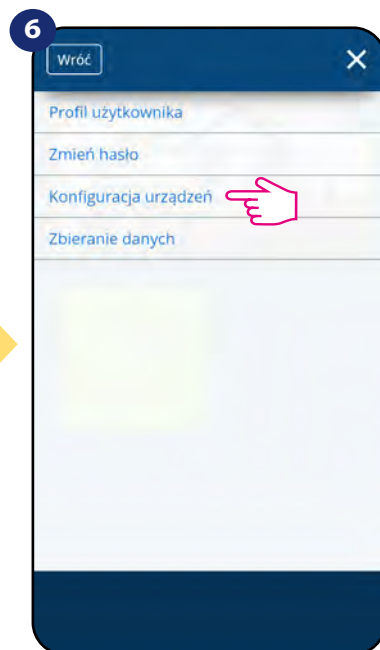 6
Wróć
Profil użytkownika
Zmień hasło
Konfiguracja urządzeń
Zbieranie danych